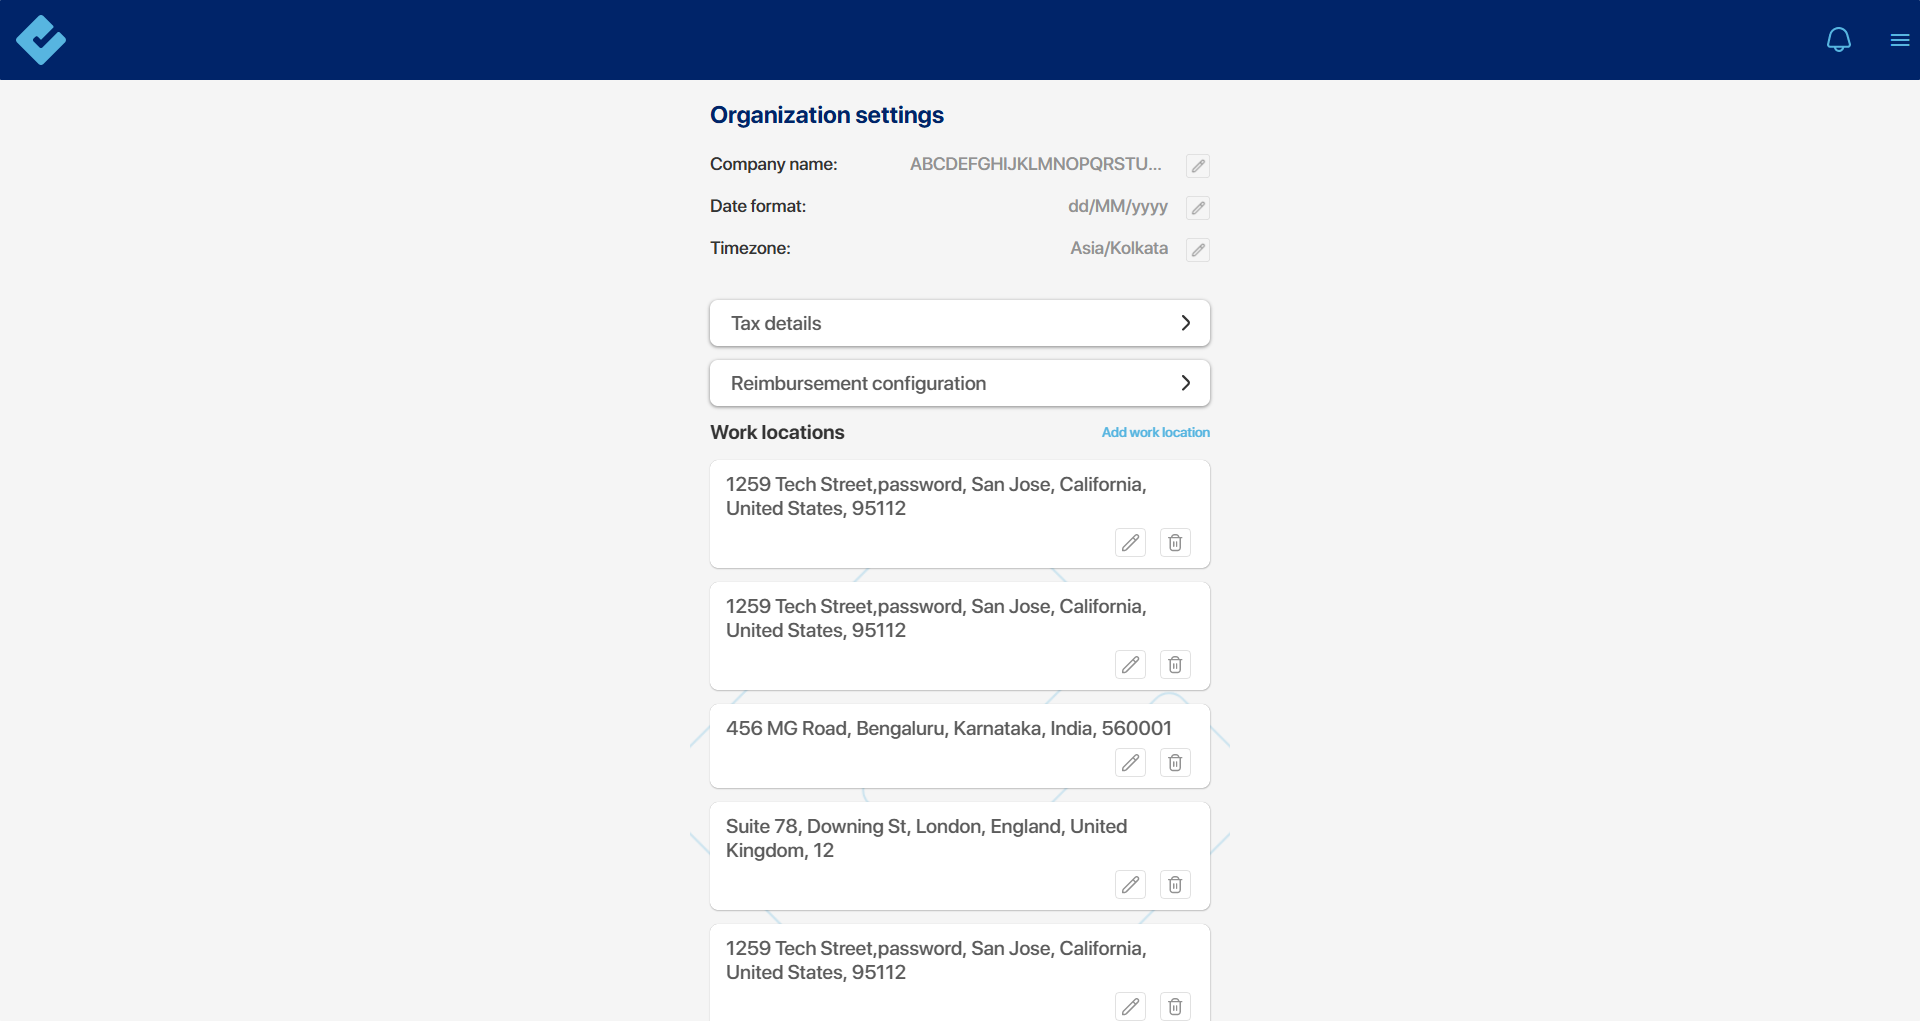 Organization settings
Company name: ABCDEFGHIJKLMNOPQRSTU...
Date format: dd/MM/yyyy
Timezone: Asia/Kolkata
Tax details
Reimbursement configuration
Work locations Add work location
1259 Tech Street,password, San Jose, California,
United States, 95112
1259 Tech Street,password, San Jose, California,
United States, 95112
456 MG Road, Bengaluru, Karnataka, India, 560001
Suite 78, Downing St, London, England, United
Kingdom, 12
1259 Tech Street,password, San Jose, California,
United States, 95112